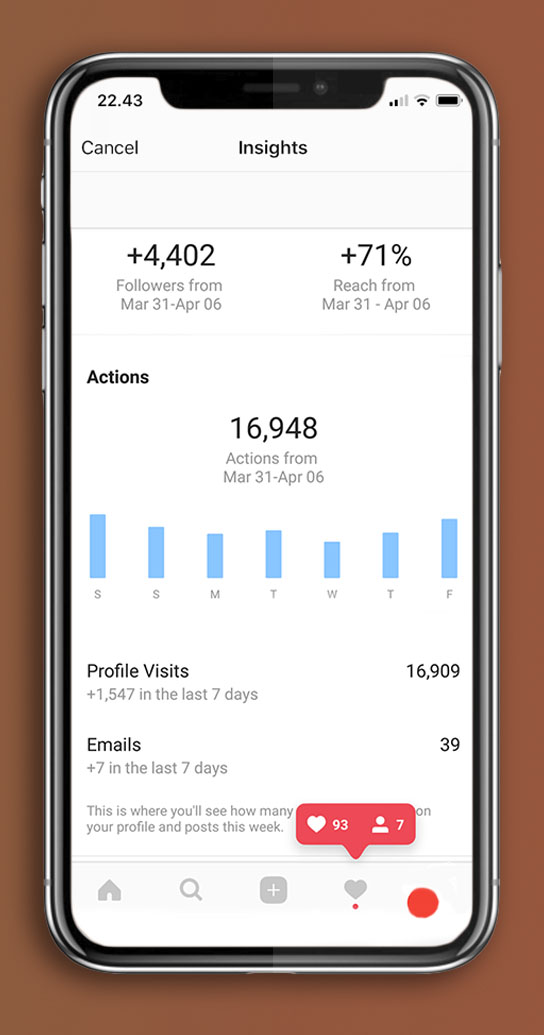 22.43
Cancel
Insights
+4,402
Followers from
Mar 31-Apr 06
+71%
Reach from
Mar 31 - Apr 06
Actions
16,948
Actions from
Mar 31-Apr 06
S S M T W T F
Profile Visits 16,909
+1,547 in the last 7 days
Emails 39
+7 in the last 7 days
This is where you'll see how many on
your profile and posts this week.
93 7